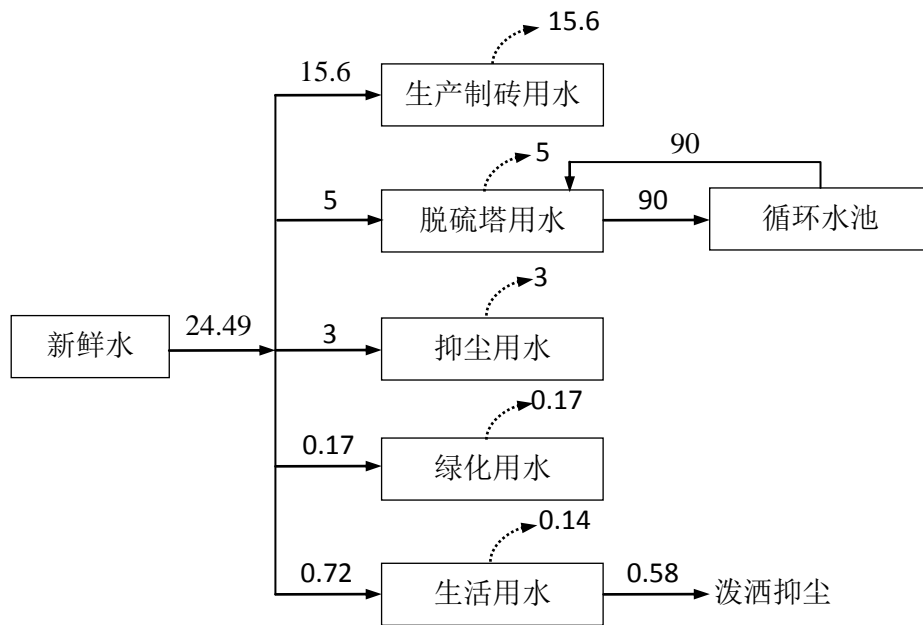 15.6
15.6
生产制砖用水
5
90
5
脱硫塔用水
90
循环水池
3
新鲜水
24.49
3
抑尘用水
0.17
0.17
绿化用水
0.14
0.72
生活用水
0.58
泼洒抑尘